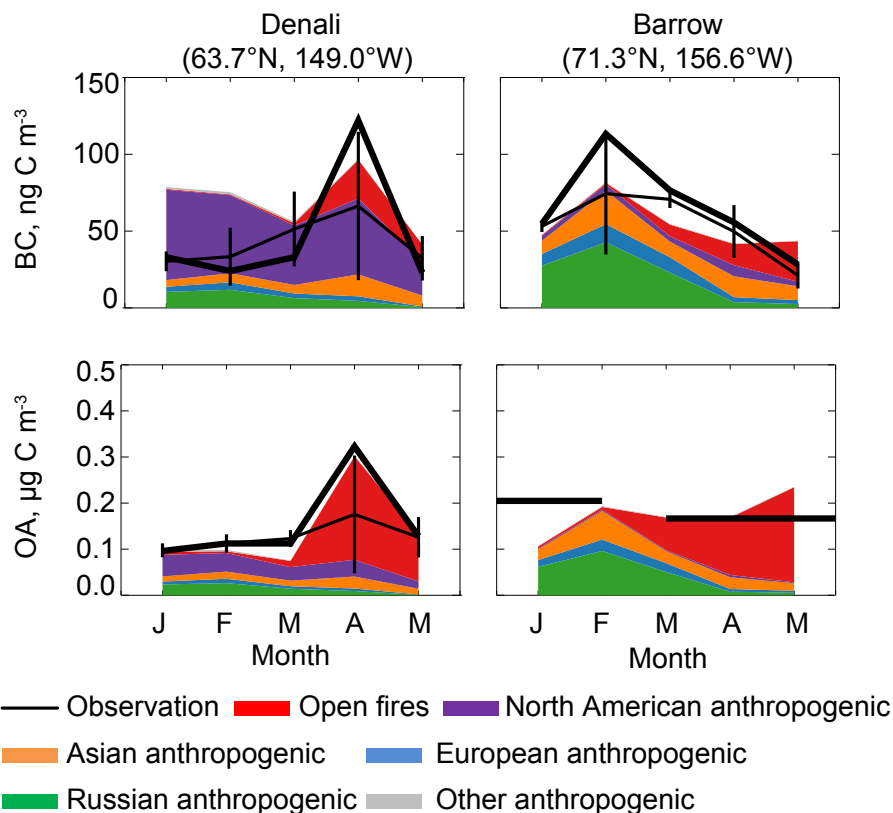 Denali
(63.7°N, 149.0°W)
Barrow
(71.3°N, 156.6°W)
BC, ng C m⁻³
150
100
50
0
OA, µg C m⁻³
0.5
0.4
0.3
0.2
0.1
0.0
J F M A M
Month
J F M A M
Month
Observation Open fires North American anthropogenic
Asian anthropogenic European anthropogenic
Russian anthropogenic Other anthropogenic